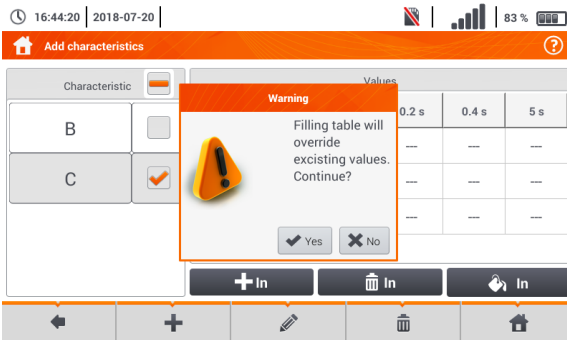 16:44:20 2018-07-20 83 %
Add characteristics ?
Characteristic Values
0.2 s 0.4 s 5 s
B --- --- ---
C --- --- ---
--- --- ---
Warning
Filling table will
override
excisting values.
Continue?
Yes No
In In In